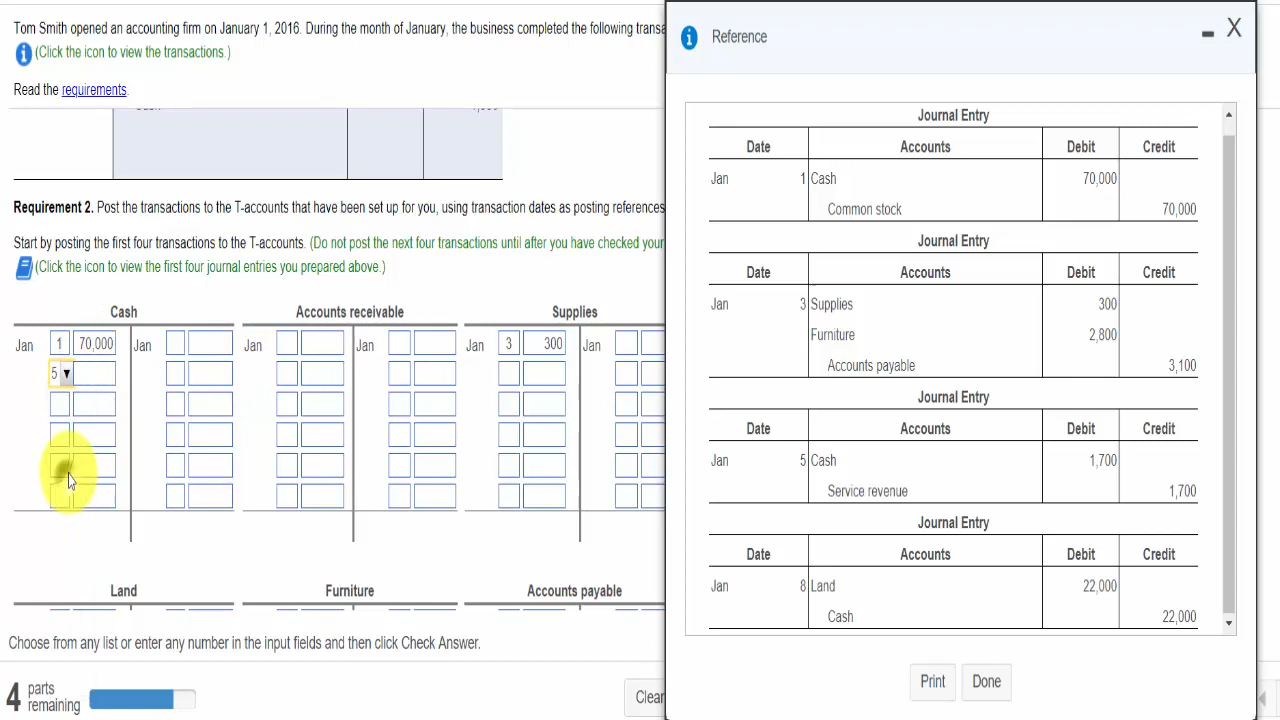 Tom Smith opened an accounting firm on January 1, 2016. During the month of January, the business completed the following transa
(Click the icon to view the transactions.)
Read the requirements.
Requirement 2. Post the transactions to the T-accounts that have been set up for you, using transaction dates as posting references
Start by posting the first four transactions to the T-accounts. (Do not post the next four transactions until after you have checked your
(Click the icon to view the first four journal entries you prepared above.)
Cash Accounts receivable Supplies
Jan 1 70,000 Jan Jan Jan Jan 3 300 Jan
5
Land Furniture Accounts payable
Choose from any list or enter any number in the input fields and then click Check Answer.
4 parts remaining
Clear
Reference
Journal Entry
Date Accounts Debit Credit
Jan 1 Cash 70,000
Common stock 70,000
Journal Entry
Date Accounts Debit Credit
Jan 3 Supplies 300
Furniture 2,800
Accounts payable 3,100
Journal Entry
Date Accounts Debit Credit
Jan 5 Cash 1,700
Service revenue 1,700
Journal Entry
Date Accounts Debit Credit
Jan 8 Land 22,000
Cash 22,000
Print Done